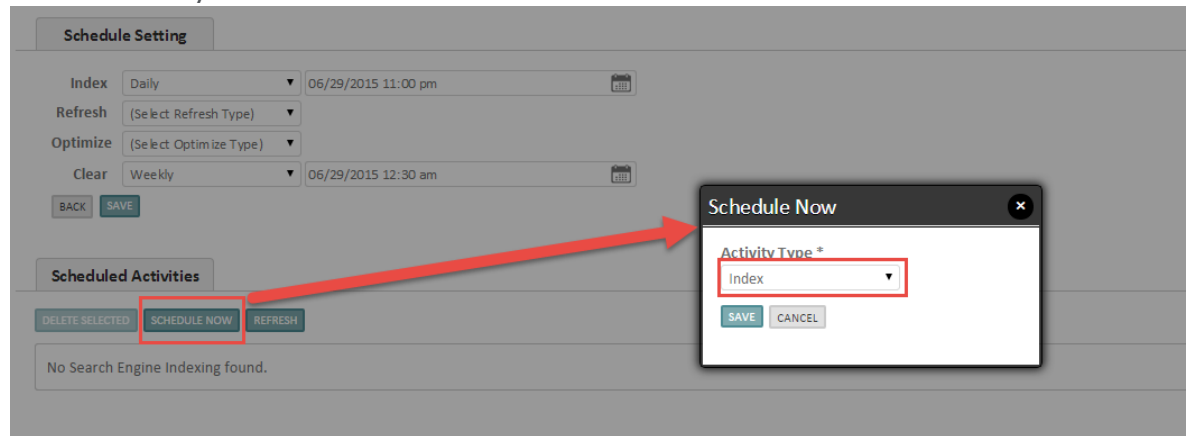 Schedule Setting
Index Daily 06/29/2015 11:00 pm
Refresh (Select Refresh Type)
Optimize (Select Optimize Type)
Clear Weekly 06/29/2015 12:30 am
BACK SAVE
Schedule Now
Activity Type *
Index
SAVE CANCEL
Scheduled Activities
DELETE SELECTED SCHEDULE NOW REFRESH
No Search Engine Indexing found.